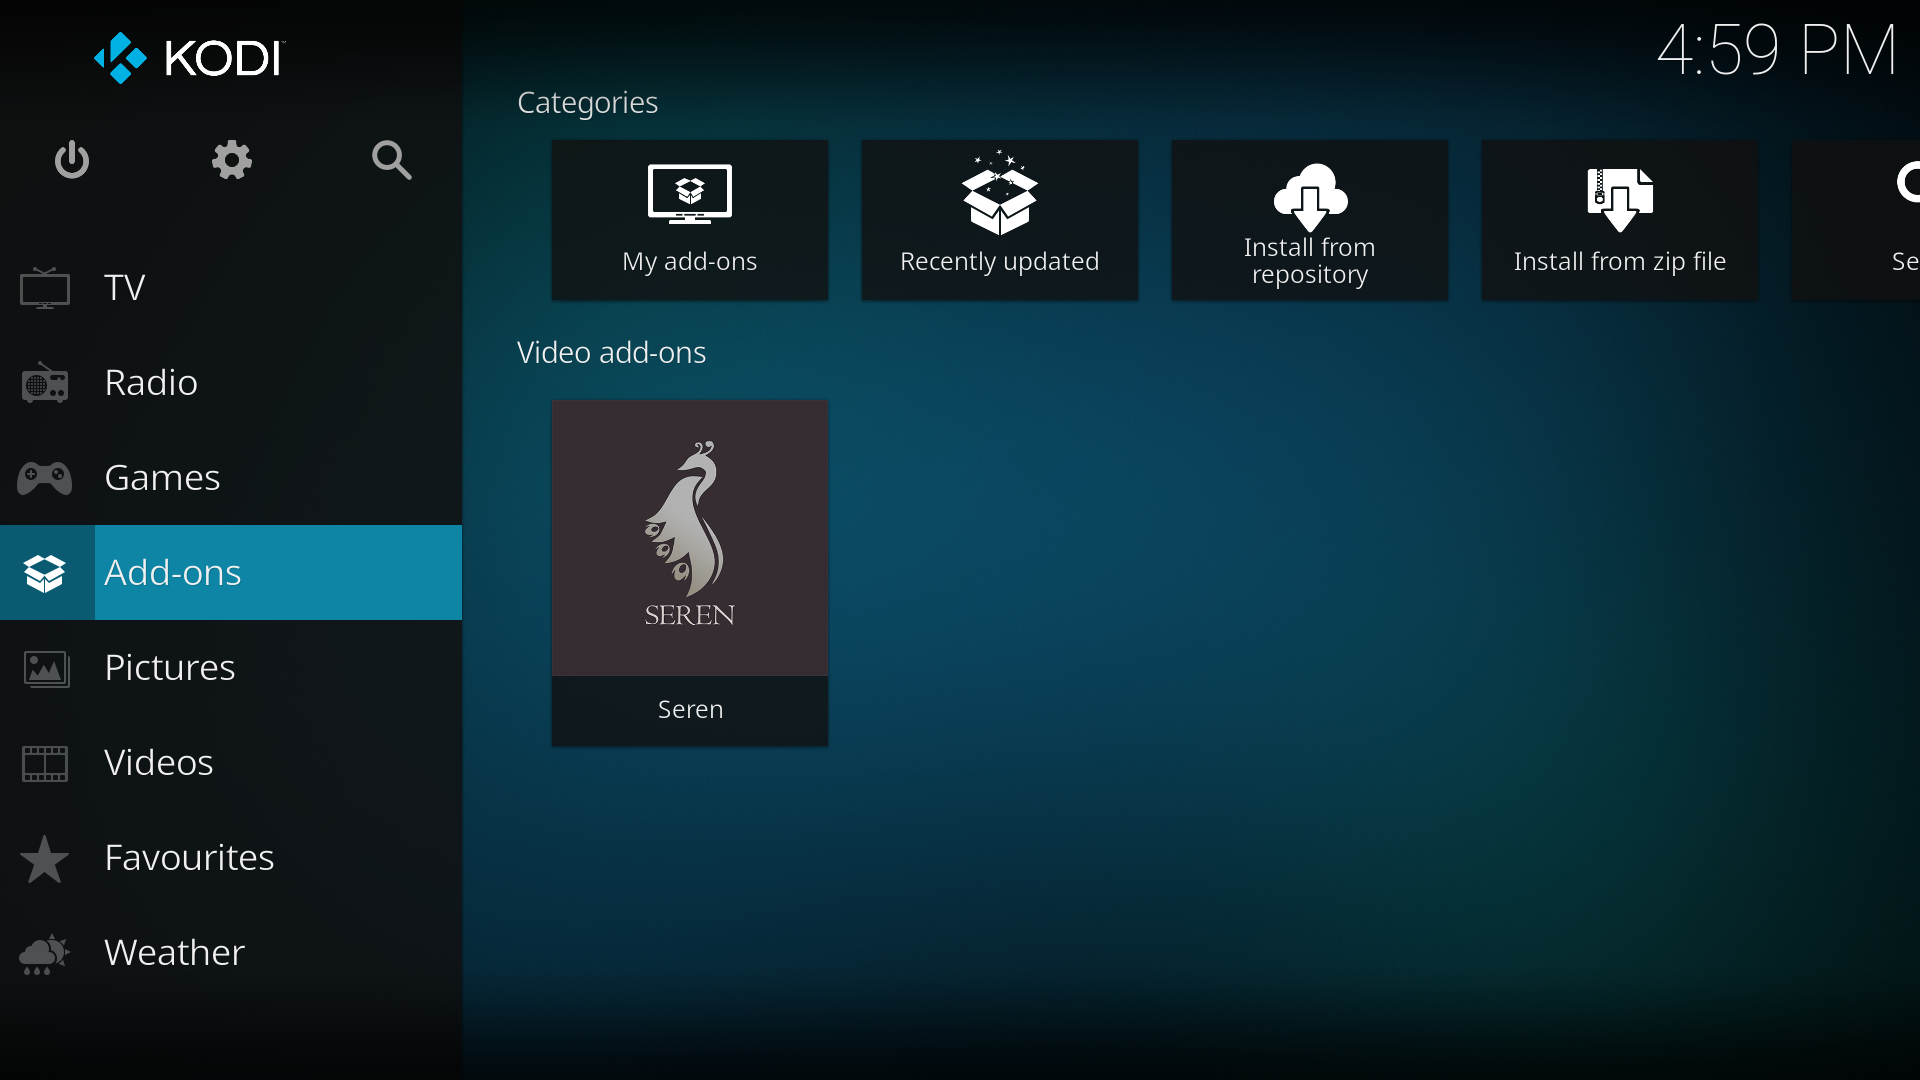 KODI
4:59 PM
Categories
My add-ons
Recently updated
Install from
repository
Install from zip file
Se
TV
Radio
Games
Add-ons
Pictures
Videos
Favourites
Weather
Video add-ons
SEREN
Seren